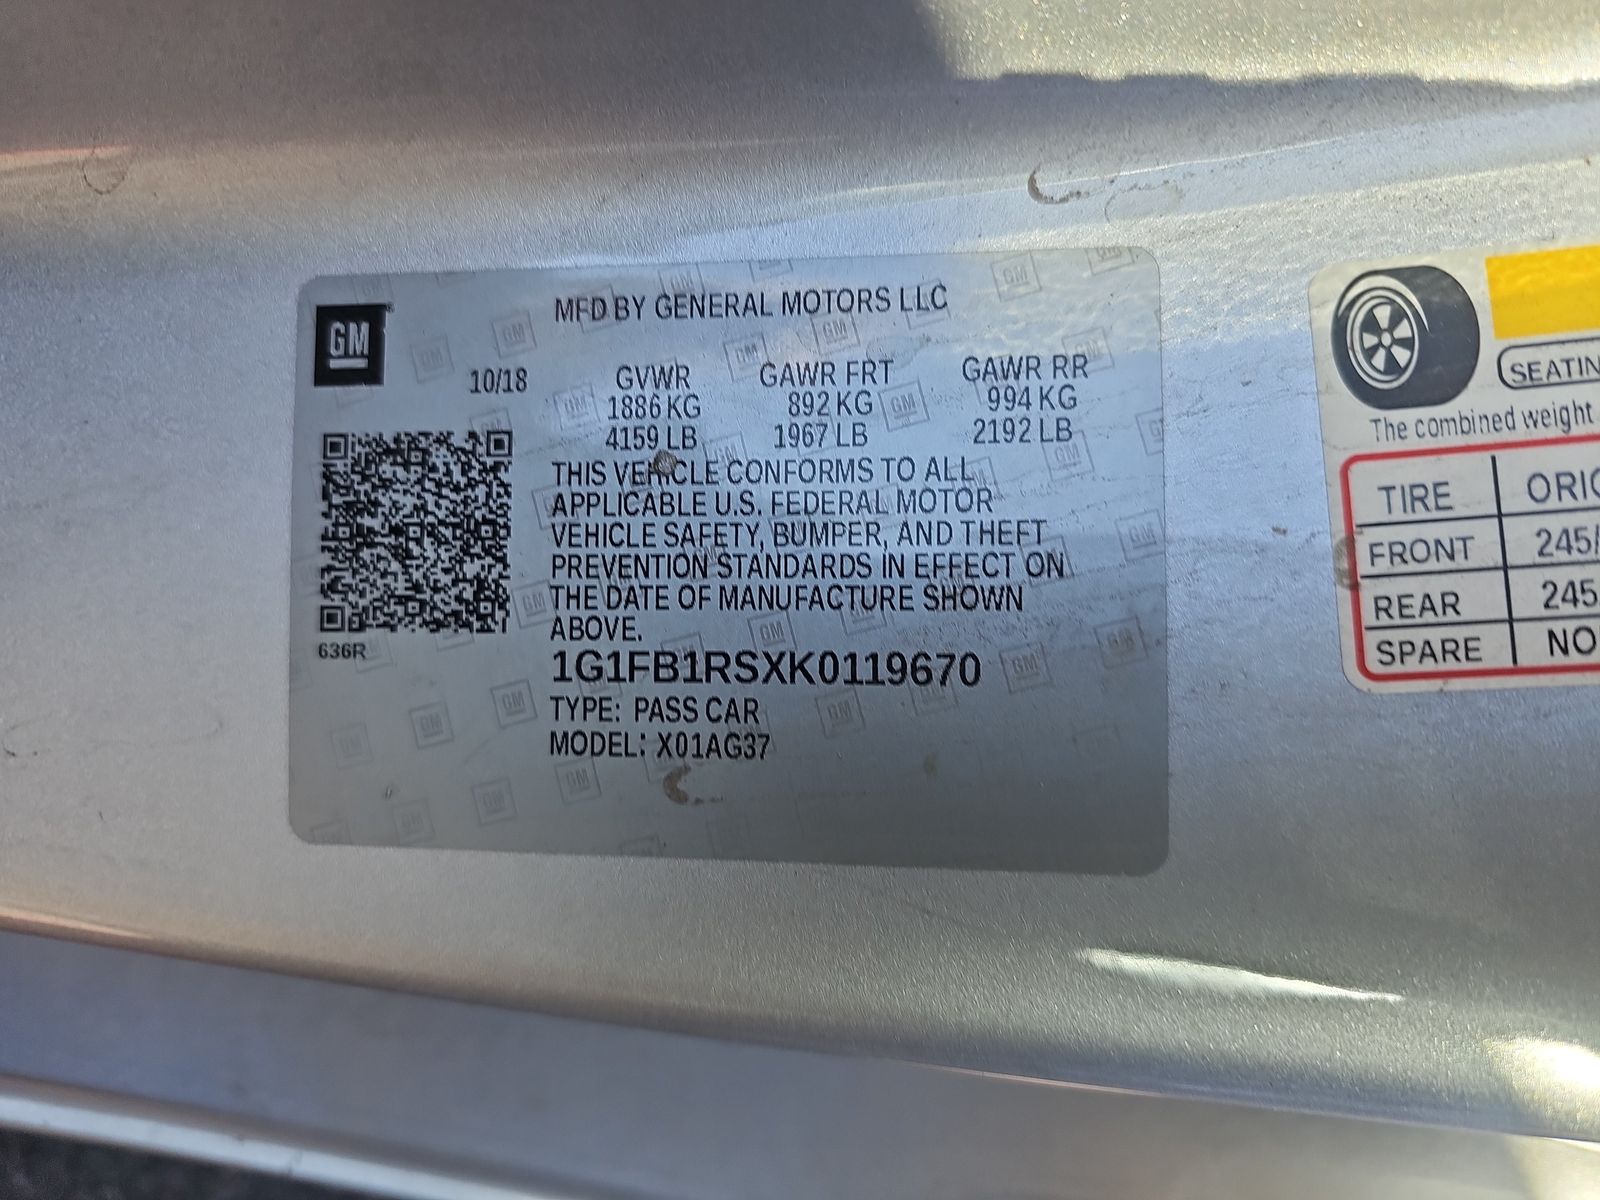 GM
MFD BY GENERAL MOTORS LLC
10/18 GVWR GAWR FRT GAWR RR
1886 KG 892 KG 994 KG
4159 LB 1967 LB 2192 LB
THIS VEHICLE CONFORMS TO ALL
APPLICABLE U.S. FEDERAL MOTOR
VEHICLE SAFETY, BUMPER, AND THEFT
PREVENTION STANDARDS IN EFFECT ON
THE DATE OF MANUFACTURE SHOWN
ABOVE.
636R
1G1FB1RSXK0119670
TYPE: PASS CAR
MODEL: X01AG37
SEATIN
The combined weight
TIRE ORIG
FRONT 245/
REAR 245
SPARE NO